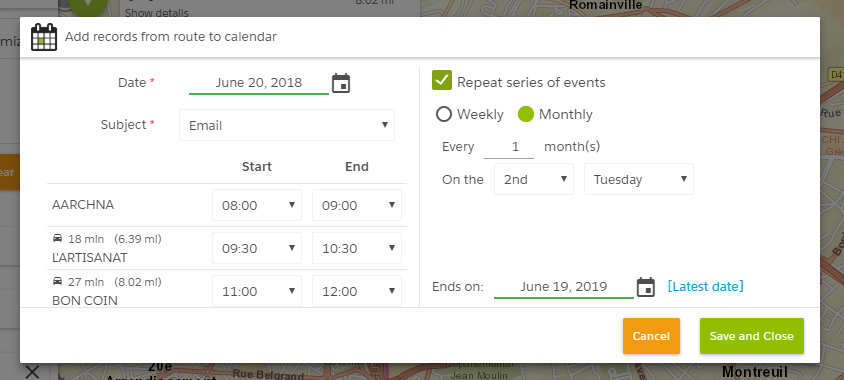 Show details
8.02 mi
Romainville
Add records from route to calendar
Date *
June 20, 2018
Subject *
Email
Start End
AARCHNA
08:00 09:00
18 min (6.39 mi)
L'ARTISANAT
09:30 10:30
27 min (8.02 mi)
BON COIN
11:00 12:00
Repeat series of events
Weekly Monthly
Every 1 month(s)
On the 2nd Tuesday
Ends on: June 19, 2019 [Latest date]
Cancel Save and Close
20e
Rue Belgrand
Jean Moulin
Montreuil